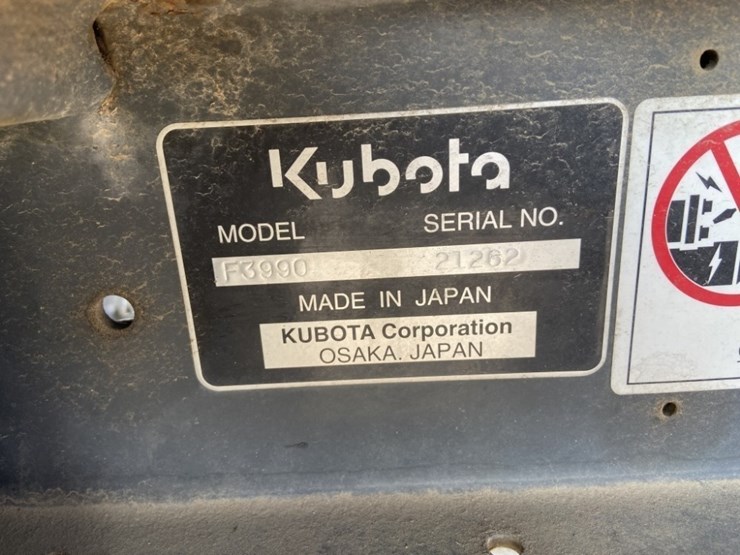 Kubota
MODEL SERIAL NO.
F3990 21262
MADE IN JAPAN
KUBOTA Corporation
OSAKA. JAPAN